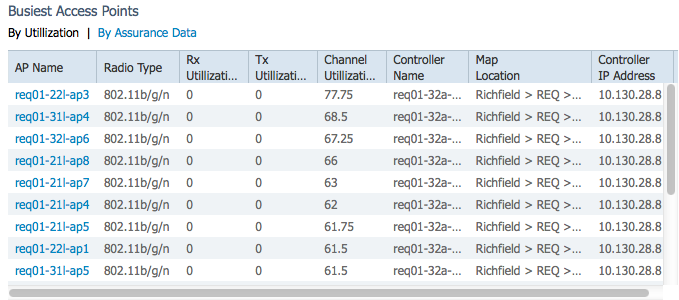 Busiest Access Points
By Utilization | By Assurance Data
AP Name Radio Type Rx Utilizati... Tx Utilizati... Channel Utilizati... Controller Name Map Location Controller IP Address
req01-22l-ap3 802.11b/g/n 0 0 77.75 req01-32a-... Richfield > REQ >... 10.130.28.8
req01-31l-ap4 802.11b/g/n 0 0 68.5 req01-32a-... Richfield > REQ >... 10.130.28.8
req01-32l-ap6 802.11b/g/n 0 0 67.25 req01-32a-... Richfield > REQ >... 10.130.28.8
req01-21l-ap8 802.11b/g/n 0 0 66 req01-32a-... Richfield > REQ >... 10.130.28.8
req01-21l-ap7 802.11b/g/n 0 0 63 req01-32a-... Richfield > REQ >... 10.130.28.8
req01-21l-ap4 802.11b/g/n 0 0 62 req01-32a-... Richfield > REQ >... 10.130.28.8
req01-21l-ap5 802.11b/g/n 0 0 61.75 req01-32a-... Richfield > REQ >... 10.130.28.8
req01-22l-ap1 802.11b/g/n 0 0 61.5 req01-32a-... Richfield > REQ >... 10.130.28.8
req01-31l-ap5 802.11b/g/n 0 0 61.5 req01-32a-... Richfield > REQ >... 10.130.28.8